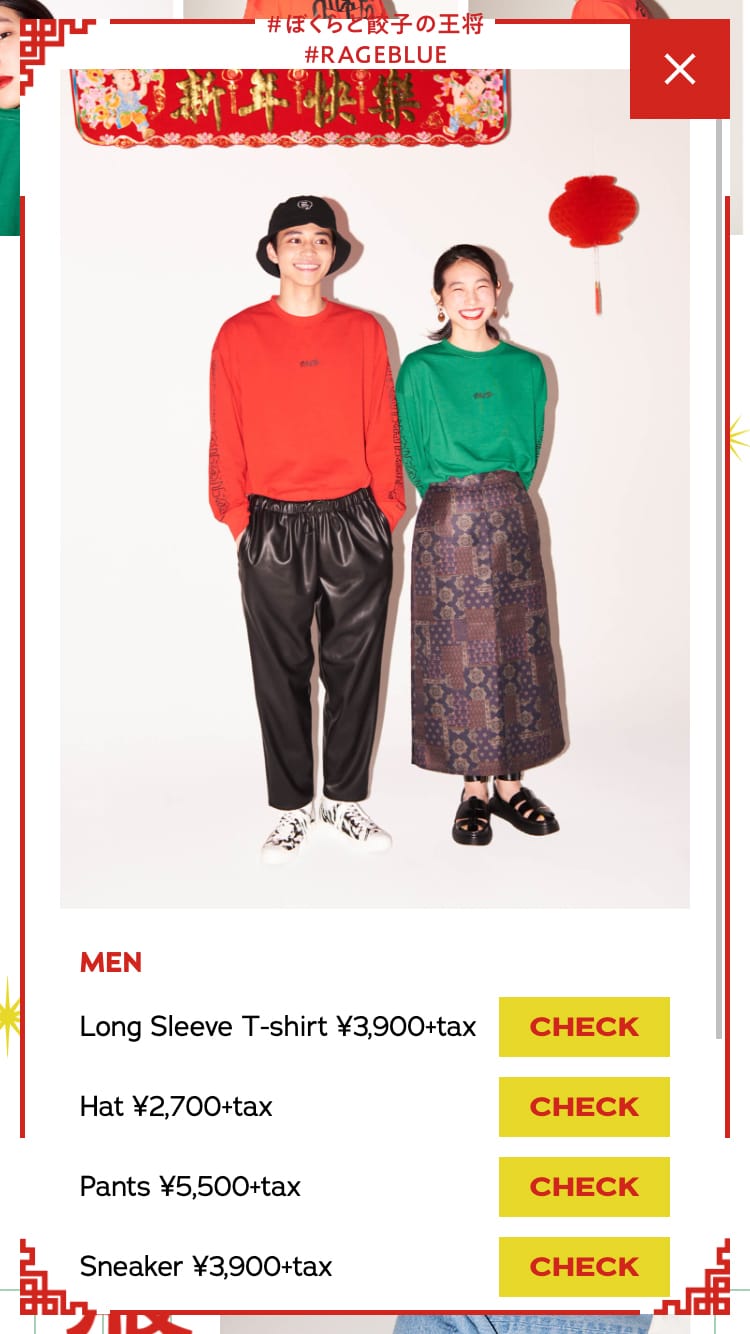 #ぼくらと餃子の王将
#RAGEBLUE
新年快樂
MEN
Long Sleeve T-shirt ¥3,900+tax
CHECK
Hat ¥2,700+tax
CHECK
Pants ¥5,500+tax
CHECK
Sneaker ¥3,900+tax
CHECK